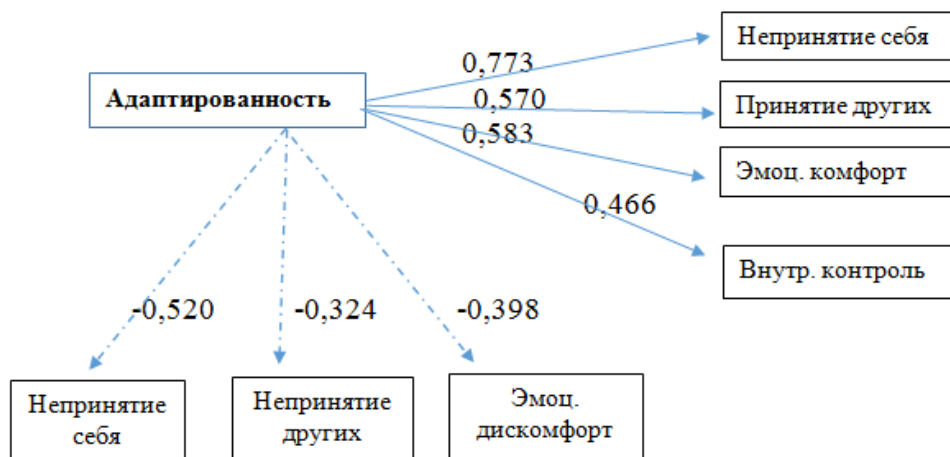 Непринятие себя
0,773
Адаптированность
0,570
Принятие других
0,583
Эмоц. комфорт
0,466
Внутр. контроль
-0,520
-0,324
-0,398
Непринятие
себя
Непринятие
других
Эмоц.
дискомфорт